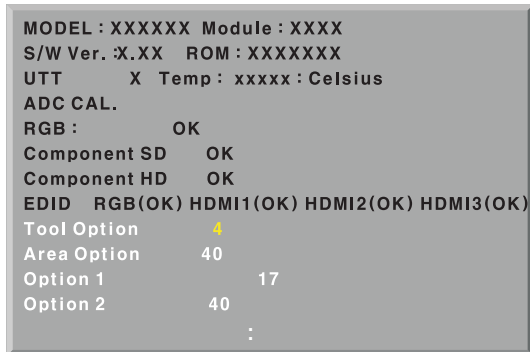 MODEL : XXXXXX Module : XXXX
S/W Ver. :X.XX ROM : XXXXXXX
UTT X Temp : xxxxx : Celsius
ADC CAL.
RGB : OK
Component SD OK
Component HD OK
EDID RGB(OK) HDMI1(OK) HDMI2(OK) HDMI3(OK)
Tool Option 4
Area Option 40
Option 1 17
Option 2 40
: